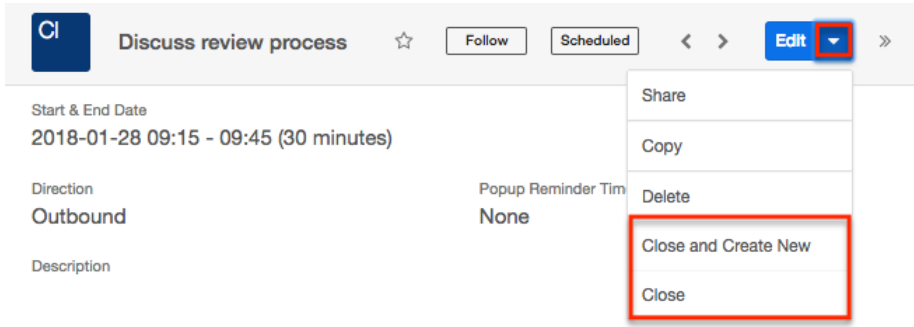 Cl
Discuss review process
Follow
Scheduled
Edit
Share
Copy
Delete
Close and Create New
Close
Start & End Date
2018-01-28 09:15 - 09:45 (30 minutes)
Direction
Outbound
Popup Reminder Tim
None
Description